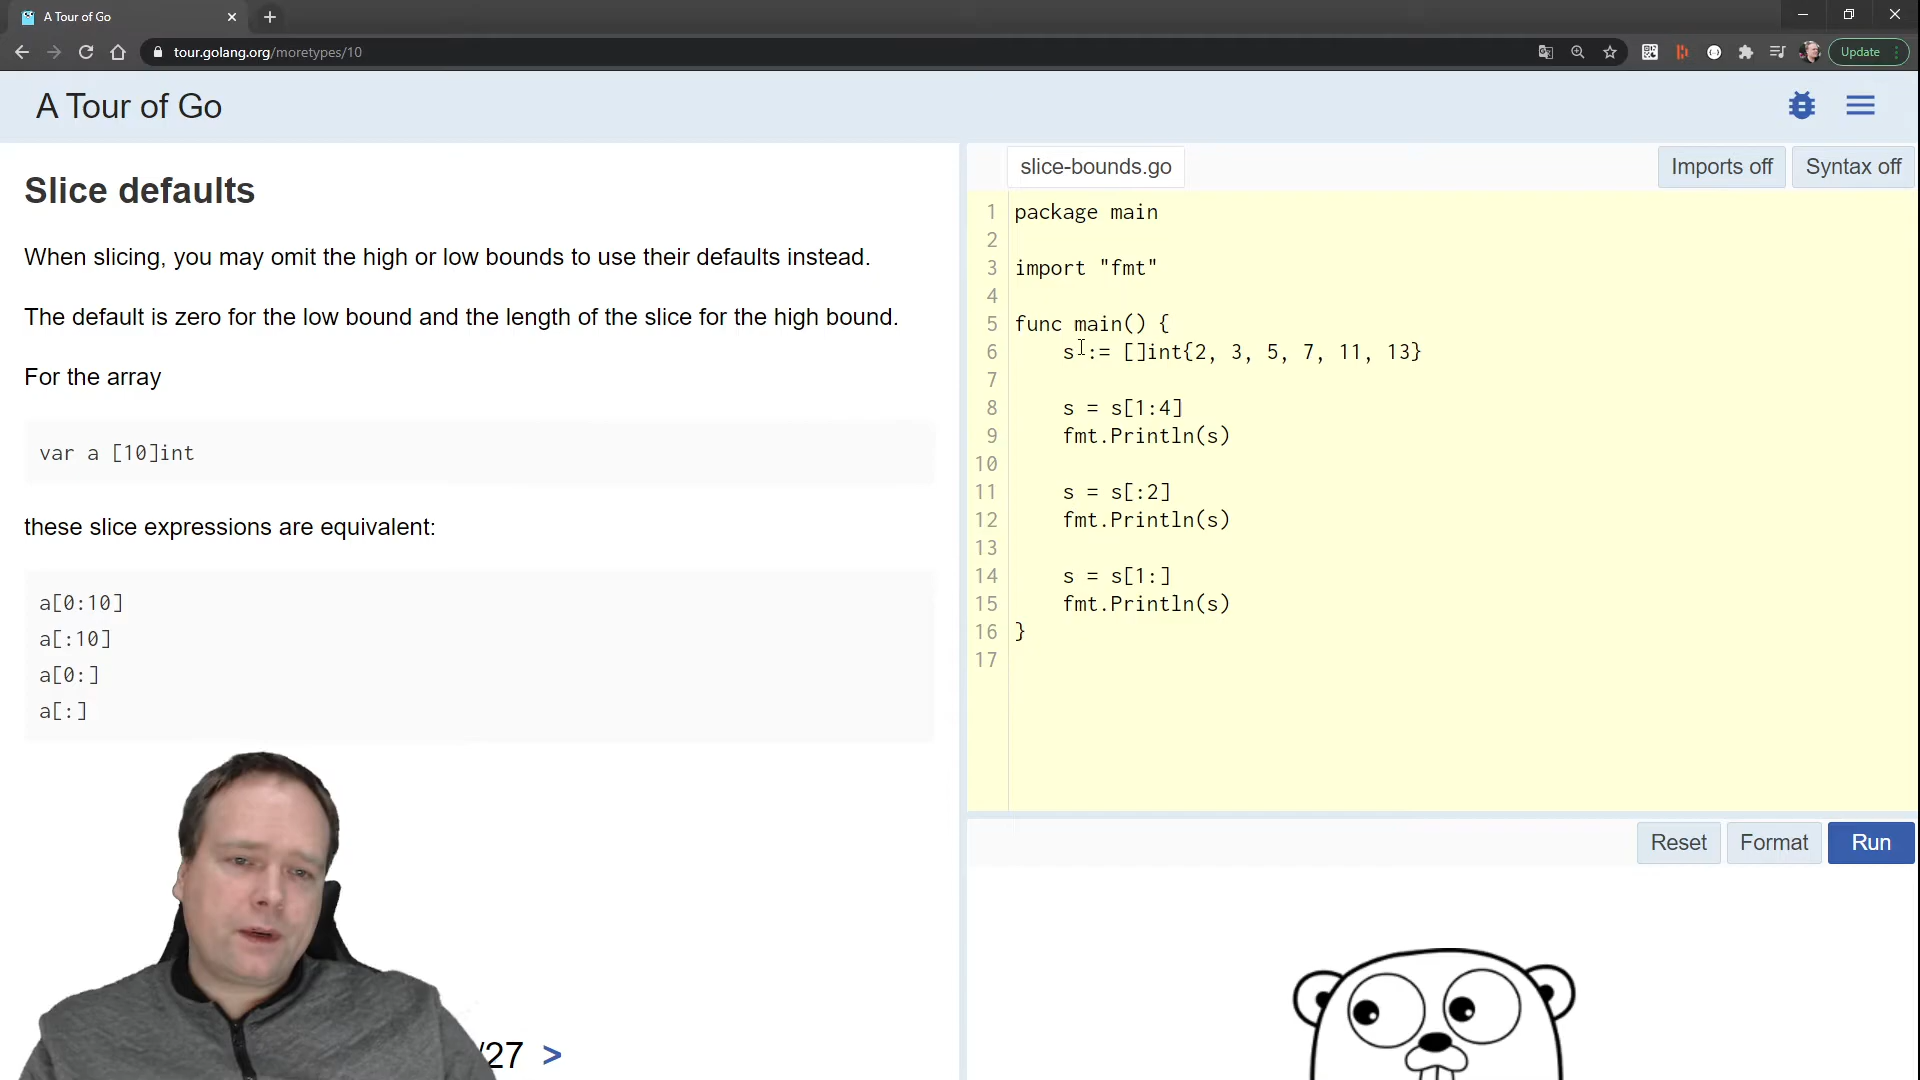 A Tour of Go
tour.golang.org/moretypes/10
Update
A Tour of Go
Slice defaults
When slicing, you may omit the high or low bounds to use their defaults instead.
The default is zero for the low bound and the length of the slice for the high bound.
For the array
var a [10]int
these slice expressions are equivalent:
a[0:10]
a[:10]
a[0:]
a[:]
/27 >
slice-bounds.go
Imports off
Syntax off
1 package main
2
3 import "fmt"
4
5 func main() {
6 s := []int{2, 3, 5, 7, 11, 13}
7
8 s = s[1:4]
9 fmt.Println(s)
10
11 s = s[:2]
12 fmt.Println(s)
13
14 s = s[1:]
15 fmt.Println(s)
16 }
17
Reset
Format
Run